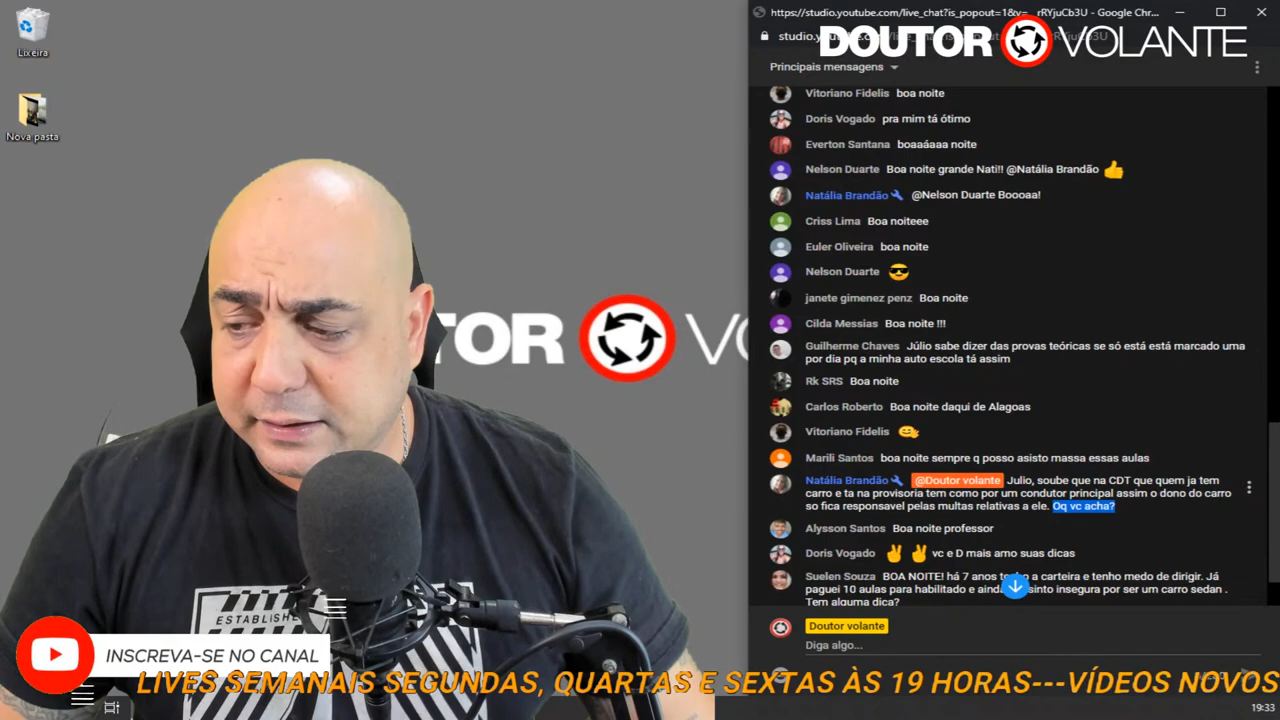 Lixeira
Nova pasta
https://studio.youtube.com/live_chat?is_popout=1&v=_rRYjuCb3U - Google Chr...
studio.youtube.com/live_chat?is_popout
DOUTOR VOLANTE
Principais mensagens
Vitoriano Fidelis boa noite
Doris Vogado pra mim tá ótimo
Everton Santana boaaáaaa noite
Nelson Duarte Boa noite grande Nati!! @Natália Brandão 👍
Natália Brandão @Nelson Duarte Boooaa!
Criss Lima Boa noiteee
Euler Oliveira boa noite
Nelson Duarte 😎
janete gimenez penz Boa noite
Cilda Messias Boa noite !!!
Guilherme Chaves Júlio sabe dizer das provas teóricas se só está está marcado uma
por dia pq a minha auto escola tá assim
Rk SRS Boa noite
Carlos Roberto Boa noite daqui de Alagoas
Vitoriano Fidelis
Marili Santos boa noite sempre q posso asisto massa essas aulas
Natália Brandão @Doutor volante Julio, soube que na CDT que quem ja tem
carro e ta na provisoria tem como por um condutor principal assim o dono do carro
so fica responsavel pelas multas relativas a ele. Oq vc acha?
Alysson Santos Boa noite professor
Doris Vogado ✌✌ vc e D mais amo suas dicas
Suelen Souza BOA NOITE! há 7 anos a carteira e tenho medo de dirigir. Já
paguei 10 aulas para habilitado e ainda sinto insegura por ser um carro sedan .
Tem alguma dica?
Doutor volante
Diga algo...
TOR VO
ESTABLISHE
INSCREVA-SE NO CANAL
LIVES SEMANAIS SEGUNDAS, QUARTAS E SEXTAS ÀS 19 HORAS---VÍDEOS NOVOS
19:33